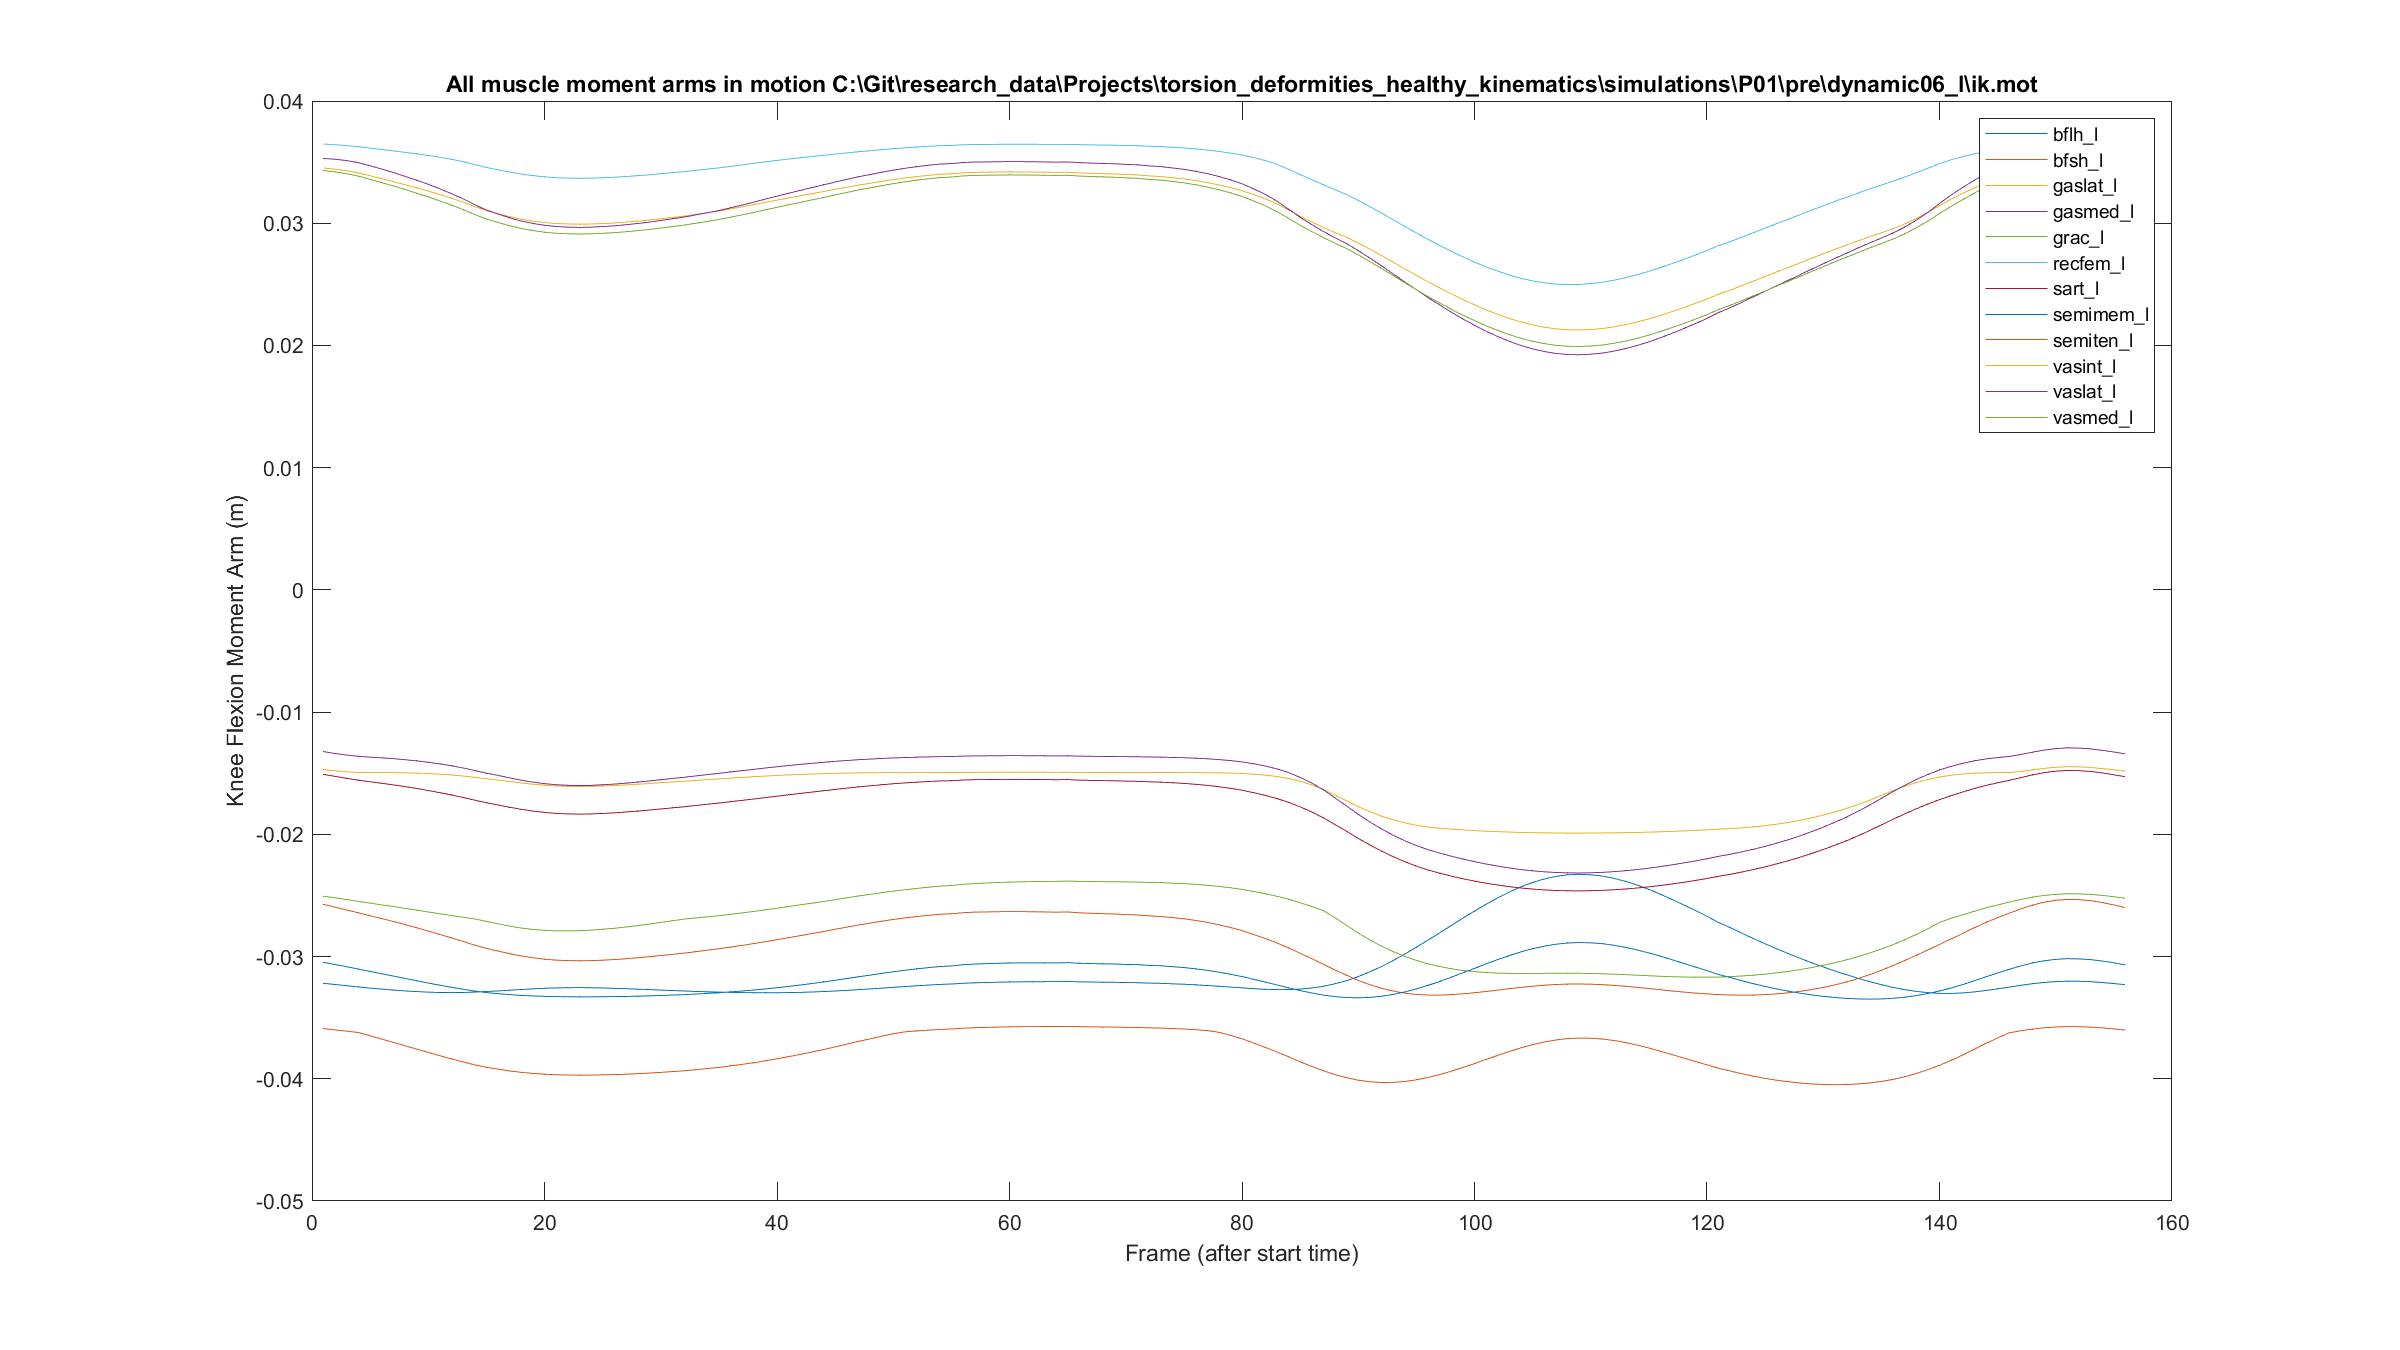 All muscle moment arms in motion C:\Git\research_data\Projects\torsion_deformities_healthy_kinematics\simulations\P01\pre\dynamic06_l\ik.mot
0.04
0.03
0.02
0.01
0
-0.01
-0.02
-0.03
-0.04
-0.05
Knee Flexion Moment Arm (m)
bflh_l
bfsh_l
gaslat_l
gasmed_l
grac_l
recfem_l
sart_l
semimem_l
semiten_l
vasint_l
vaslat_l
vasmed_l
0 20 40 60 80 100 120 140 160
Frame (after start time)